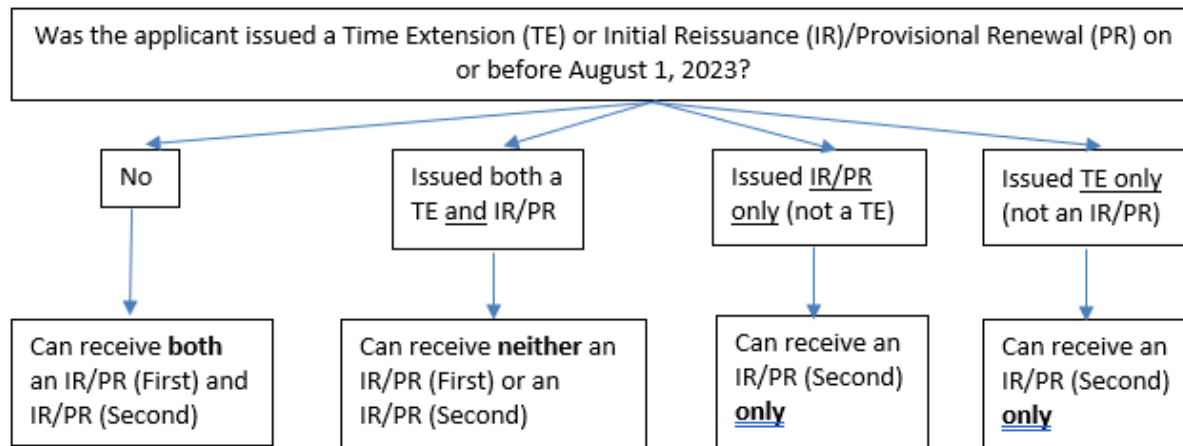 Was the applicant issued a Time Extension (TE) or Initial Reissuance (IR)/Provisional Renewal (PR) on
or before August 1, 2023?
No
Issued both a
TE and IR/PR
Issued IR/PR
only (not a TE)
Issued TE only
(not an IR/PR)
Can receive both
an IR/PR (First) and
IR/PR (Second)
Can receive neither an
IR/PR (First) or an
IR/PR (Second)
Can receive an
IR/PR (Second)
only
Can receive an
IR/PR (Second)
only